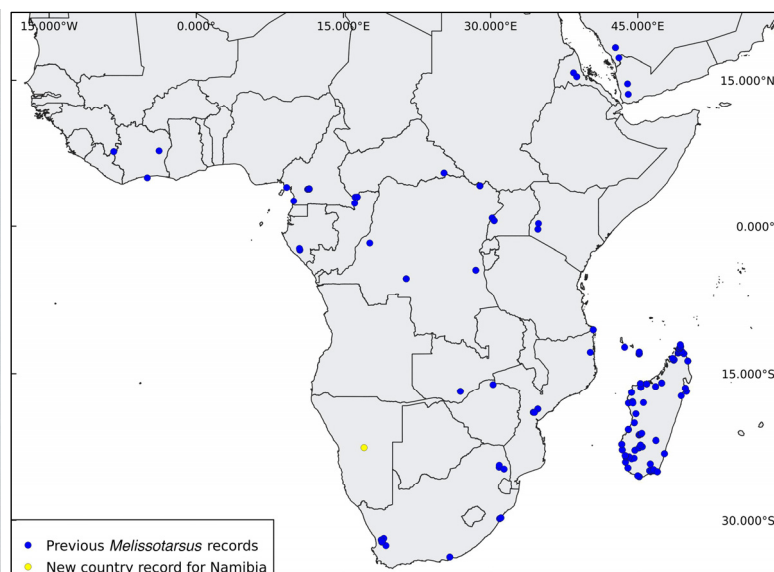 15.000°W 0.000° 15.000°E 30.000°E 45.000°E
15.000°N
0.000°
15.000°S
30.000°S
Previous Melissotarsus records
New country record for Namibia